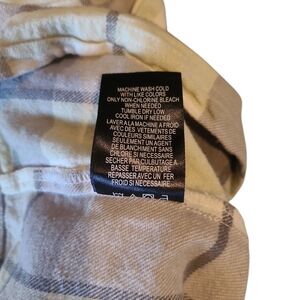 MACHINE WASH COLD
WITH LIKE COLORS
ONLY NON-CHLORINE BLEACH
WHEN NEEDED
TUMBLE DRY LOW
COOL IRON IF NEEDED
LAVER A LA MACHINE A FROID
AVEC DES VETEMENTS DE
COULEURS SIMILAIRES
SEULEMENT UN AGENT
DE BLANCHIMENT SANS
CHLORE SI NECESSAIRE
SECHER PAR CULBUTAGE A
BASSE TEMPERATURE
REPASSER AVEC UN FER
FROID SI NECESSAIRE